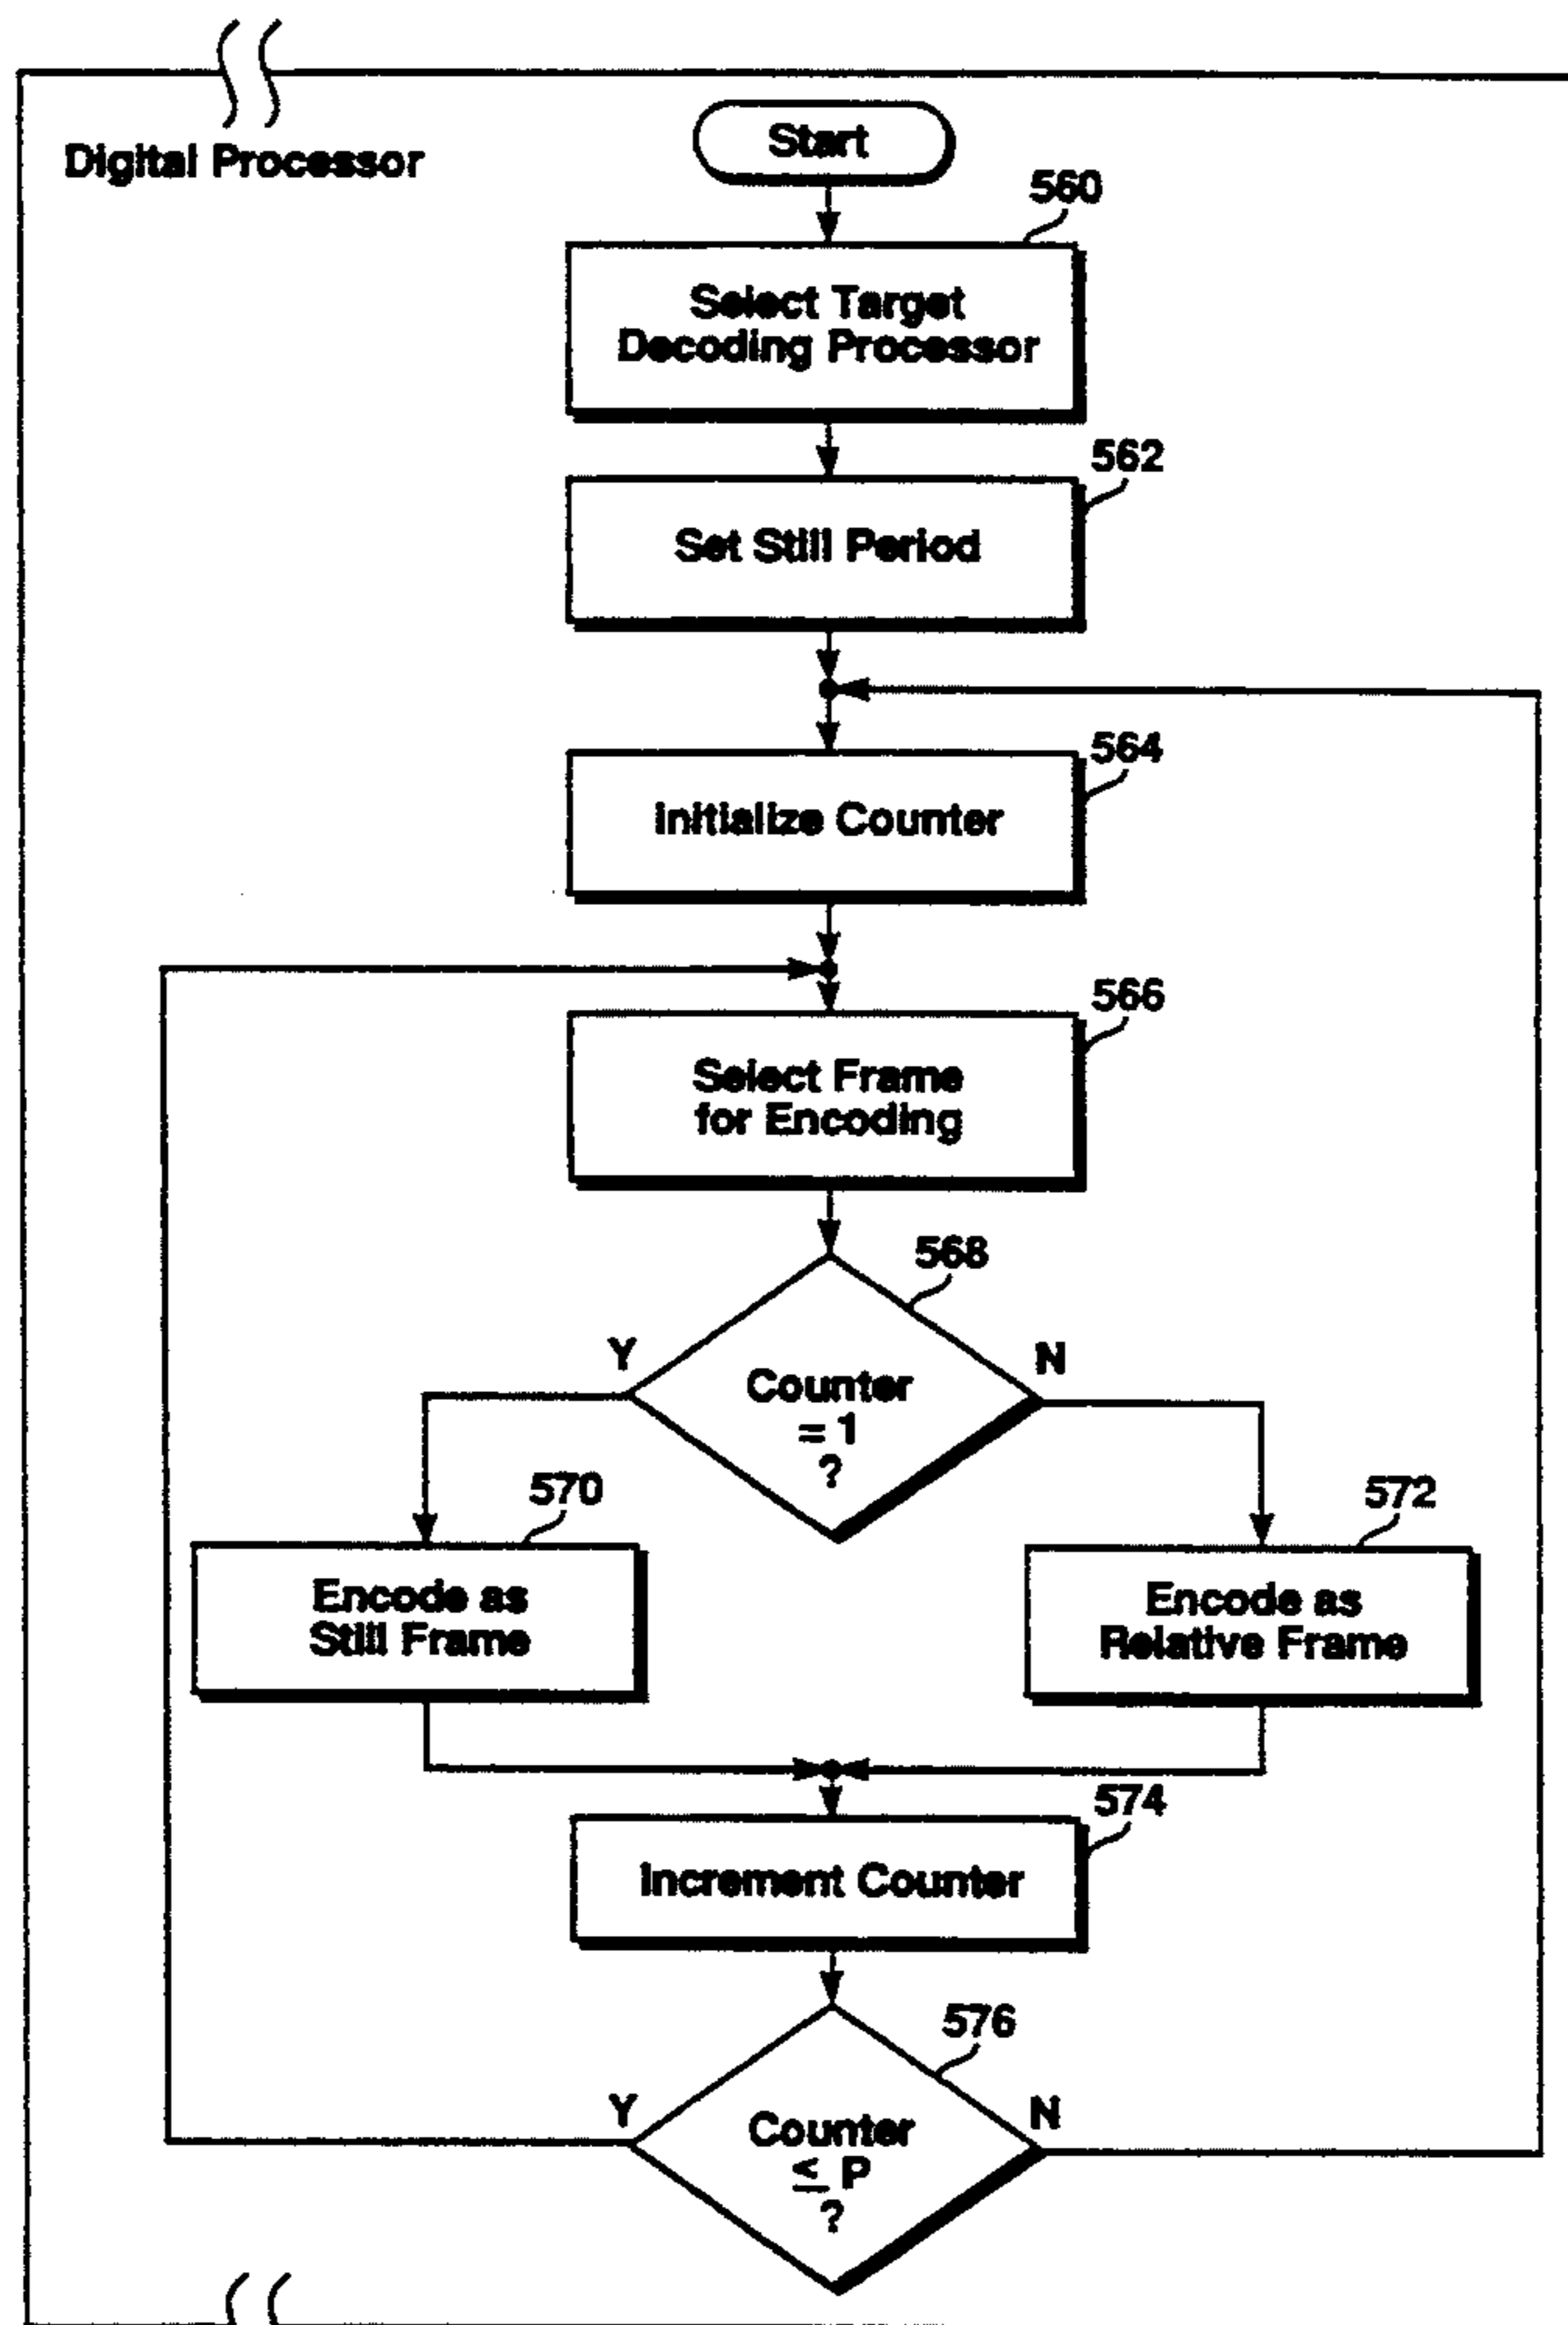 Digital Processor
Start
560
Select Target
Decoding Processor
562
Set Still Period
564
Initialize Counter
566
Select Frame
for Encoding
568
Y
N
Counter
= 1
?
570
572
Encode as
Still Frame
Encode as
Relative Frame
574
Increment Counter
576
Y
N
Counter
≤ P
?